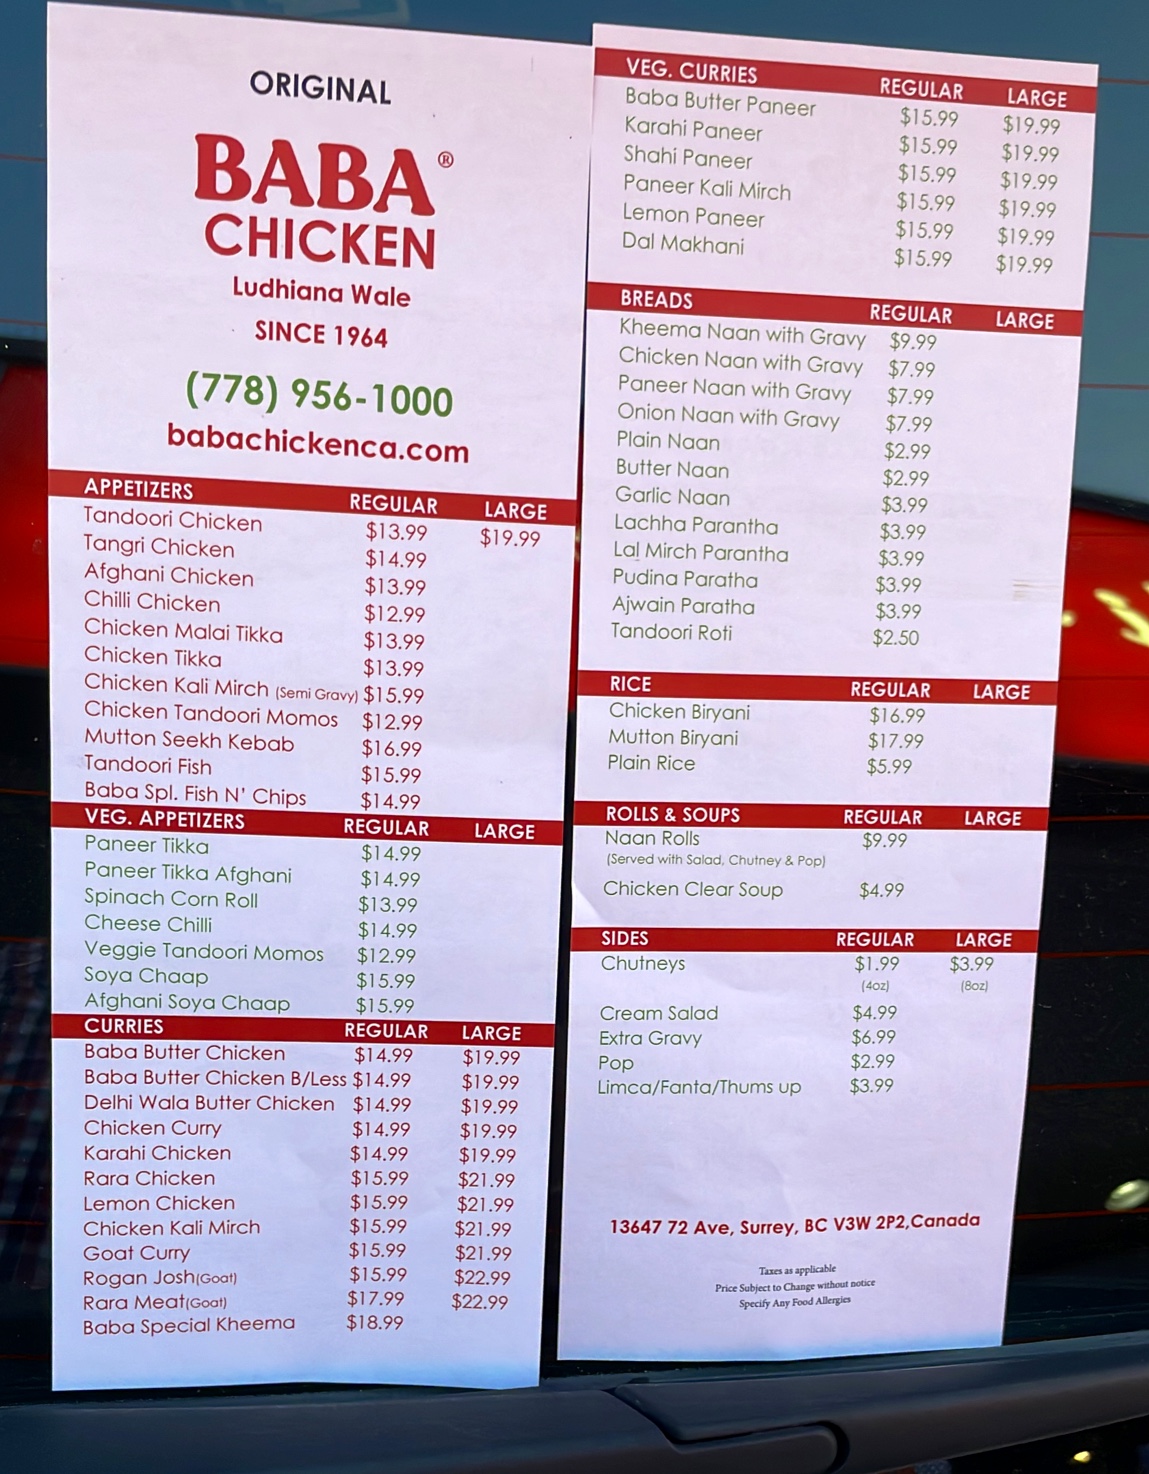 ORIGINAL
BABA®
CHICKEN
Ludhiana Wale
SINCE 1964
(778) 956-1000
babachickenca.com
APPETIZERS REGULAR LARGE
Tandoori Chicken $13.99 $19.99
Tangri Chicken $14.99
Afghani Chicken $13.99
Chilli Chicken $12.99
Chicken Malai Tikka $13.99
Chicken Tikka $13.99
Chicken Kali Mirch (Semi Gravy) $15.99
Chicken Tandoori Momos $12.99
Mutton Seekh Kebab $16.99
Tandoori Fish $15.99
Baba Spl. Fish N' Chips $14.99
VEG. APPETIZERS REGULAR LARGE
Paneer Tikka $14.99
Paneer Tikka Afghani $14.99
Spinach Corn Roll $13.99
Cheese Chilli $14.99
Veggie Tandoori Momos $12.99
Soya Chaap $15.99
Afghani Soya Chaap $15.99
CURRIES REGULAR LARGE
Baba Butter Chicken $14.99 $19.99
Baba Butter Chicken B/Less $14.99 $19.99
Delhi Wala Butter Chicken $14.99 $19.99
Chicken Curry $14.99 $19.99
Karahi Chicken $14.99 $19.99
Rara Chicken $15.99 $21.99
Lemon Chicken $15.99 $21.99
Chicken Kali Mirch $15.99 $21.99
Goat Curry $15.99 $21.99
Rogan Josh(Goat) $15.99 $22.99
Rara Meat(Goat) $17.99 $22.99
Baba Special Kheema $18.99
VEG. CURRIES REGULAR LARGE
Baba Butter Paneer $15.99 $19.99
Karahi Paneer $15.99 $19.99
Shahi Paneer $15.99 $19.99
Paneer Kali Mirch $15.99 $19.99
Lemon Paneer $15.99 $19.99
Dal Makhani $15.99 $19.99
BREADS REGULAR LARGE
Kheema Naan with Gravy $9.99
Chicken Naan with Gravy $7.99
Paneer Naan with Gravy $7.99
Onion Naan with Gravy $7.99
Plain Naan $2.99
Butter Naan $2.99
Garlic Naan $3.99
Lachha Parantha $3.99
Lal Mirch Parantha $3.99
Pudina Paratha $3.99
Ajwain Paratha $3.99
Tandoori Roti $2.50
RICE REGULAR LARGE
Chicken Biryani $16.99
Mutton Biryani $17.99
Plain Rice $5.99
ROLLS & SOUPS REGULAR LARGE
Naan Rolls $9.99
(Served with Salad, Chutney & Pop)
Chicken Clear Soup $4.99
SIDES REGULAR LARGE
Chutneys $1.99 $3.99
(4oz) (8oz)
Cream Salad $4.99
Extra Gravy $6.99
Pop $2.99
Limca/Fanta/Thums up $3.99
13647 72 Ave, Surrey, BC V3W 2P2,Canada
Taxes as applicable
Price Subject to Change without notice
Specify Any Food Allergies